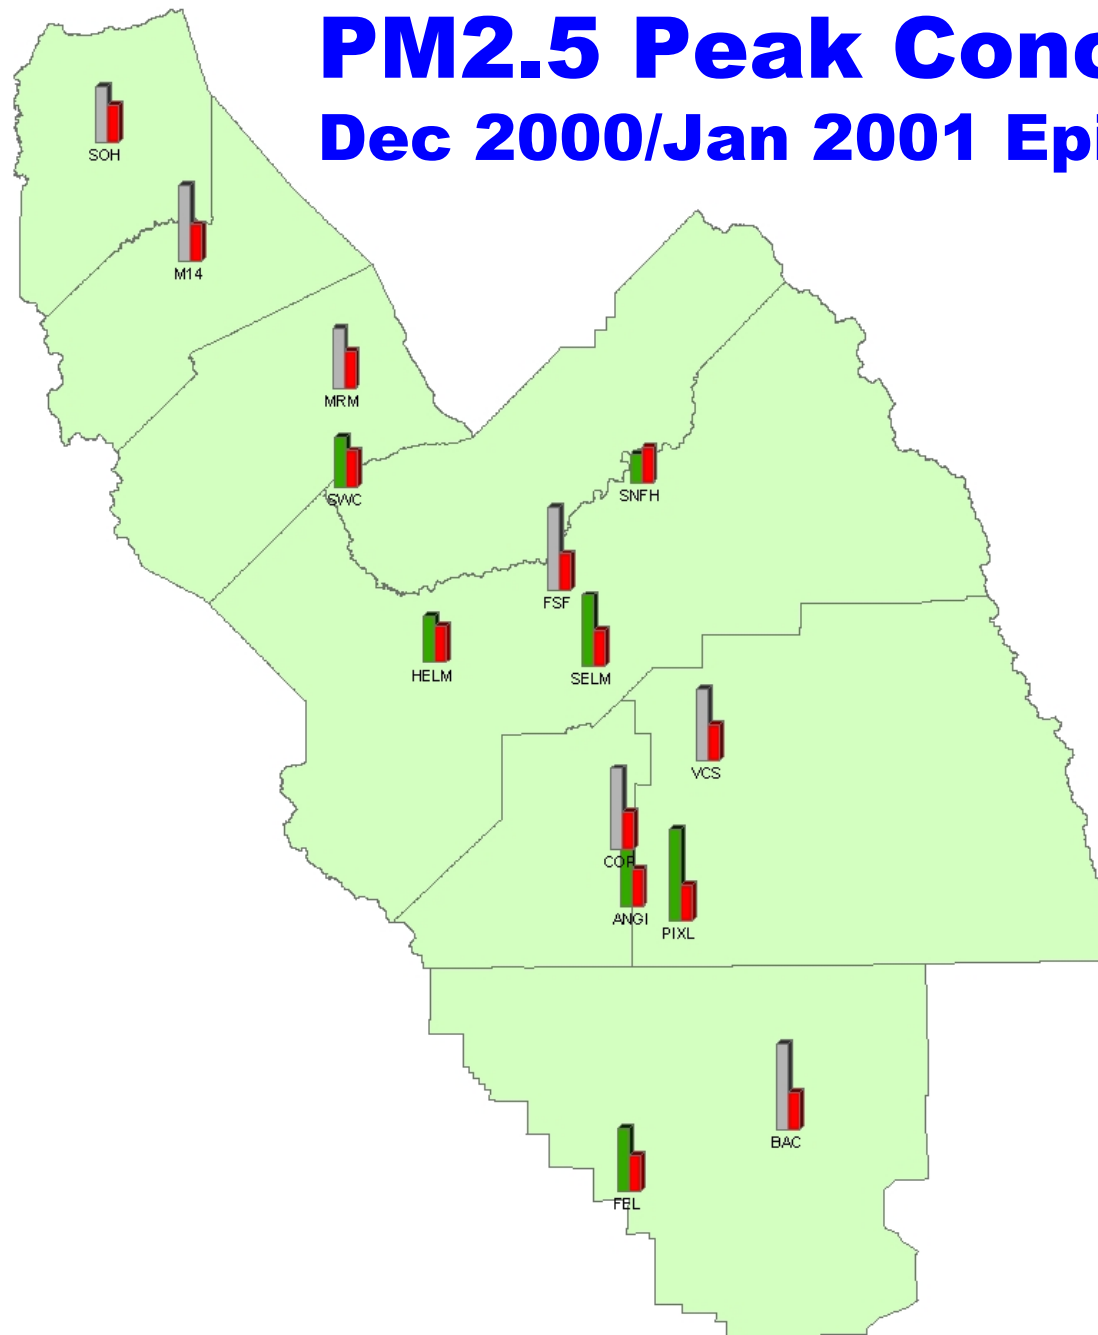 PM2.5 Peak Conc
Dec 2000/Jan 2001 Epi
SOH
M14
MRM
SWC
SNFH
FSF
HELM
SELM
VCS
COR
ANGI
PIXL
BAC
FEL